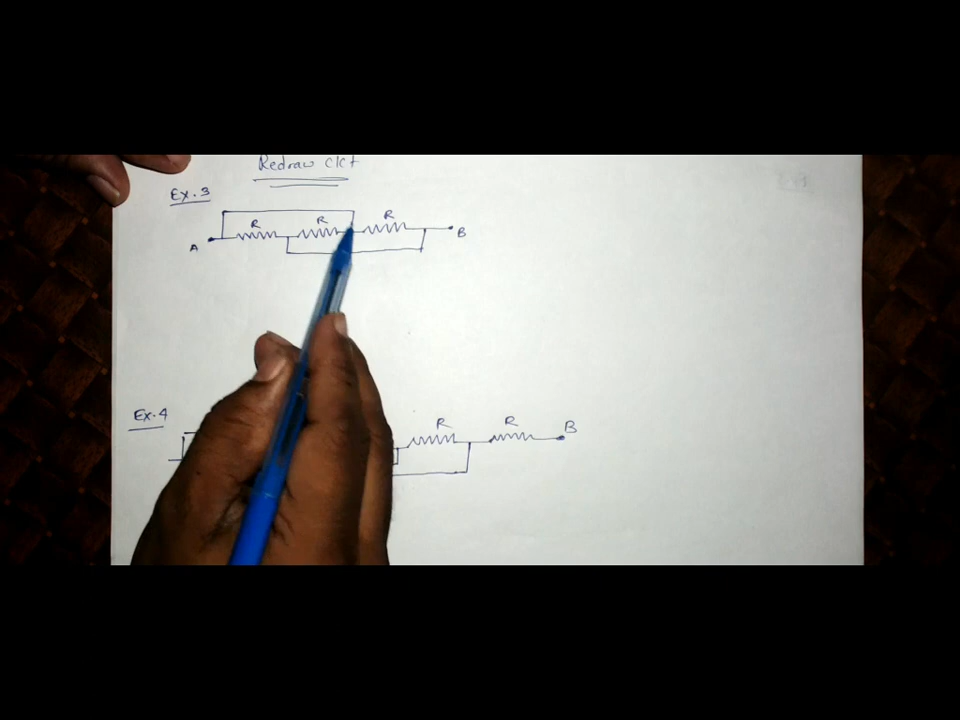 Redraw ckt
Ex.3
R R R
A B
Ex.4
R R B